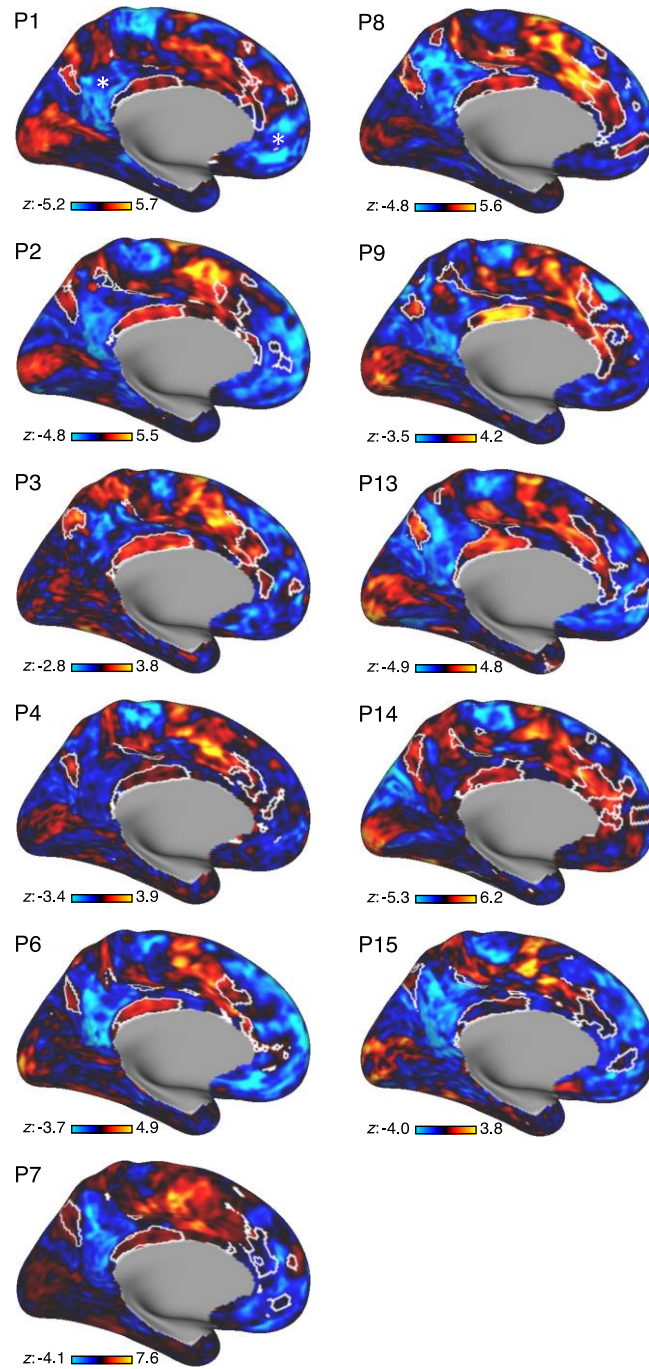 P1
*
*
z: -5.2 5.7
P8
z: -4.8 5.6
P2
z: -4.8 5.5
P9
z: -3.5 4.2
P3
z: -2.8 3.8
P13
z: -4.9 4.8
P4
z: -3.4 3.9
P14
z: -5.3 6.2
P6
z: -3.7 4.9
P15
z: -4.0 3.8
P7
z: -4.1 7.6